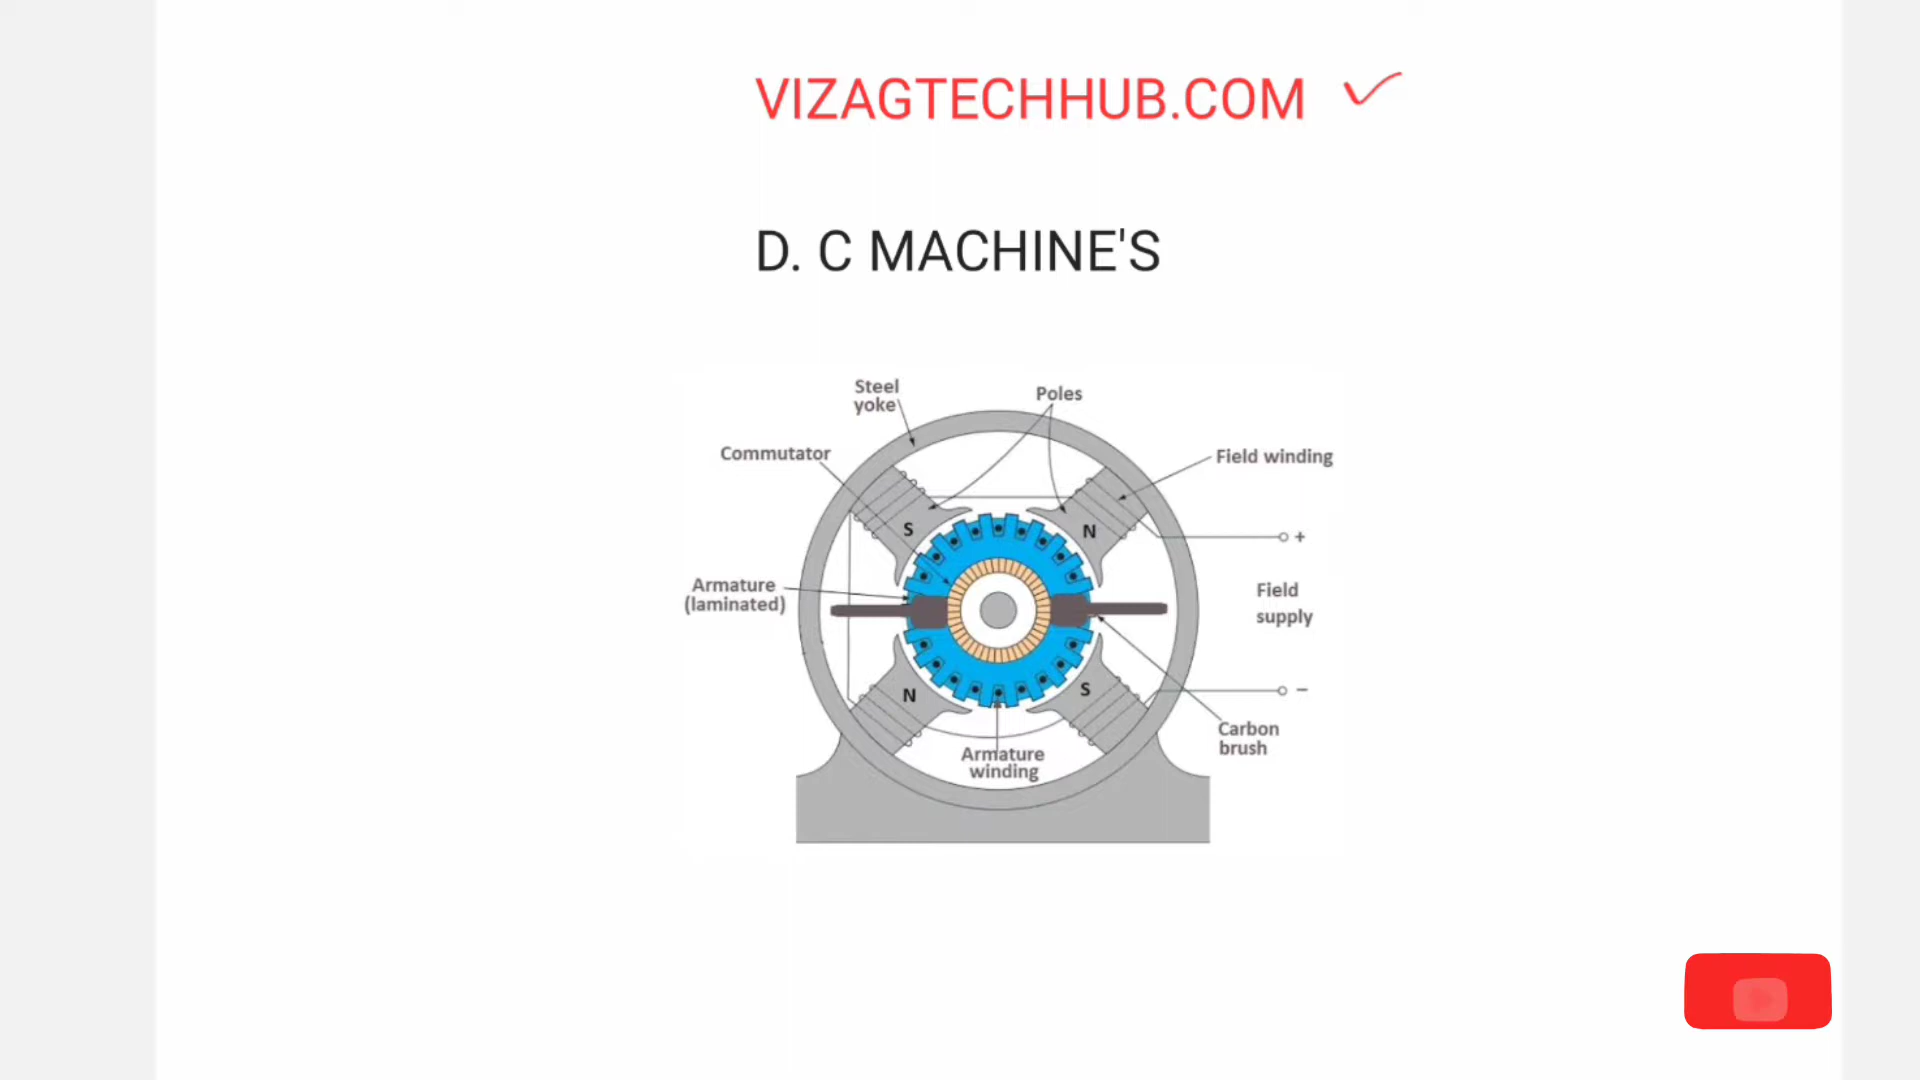 VIZAGTECHHUB.COM
D. C MACHINE'S
Steel
yoke
Poles
Commutator
Field winding
S
N
+
Armature
(laminated)
Field
supply
N
S
−
Carbon
brush
Armature
winding